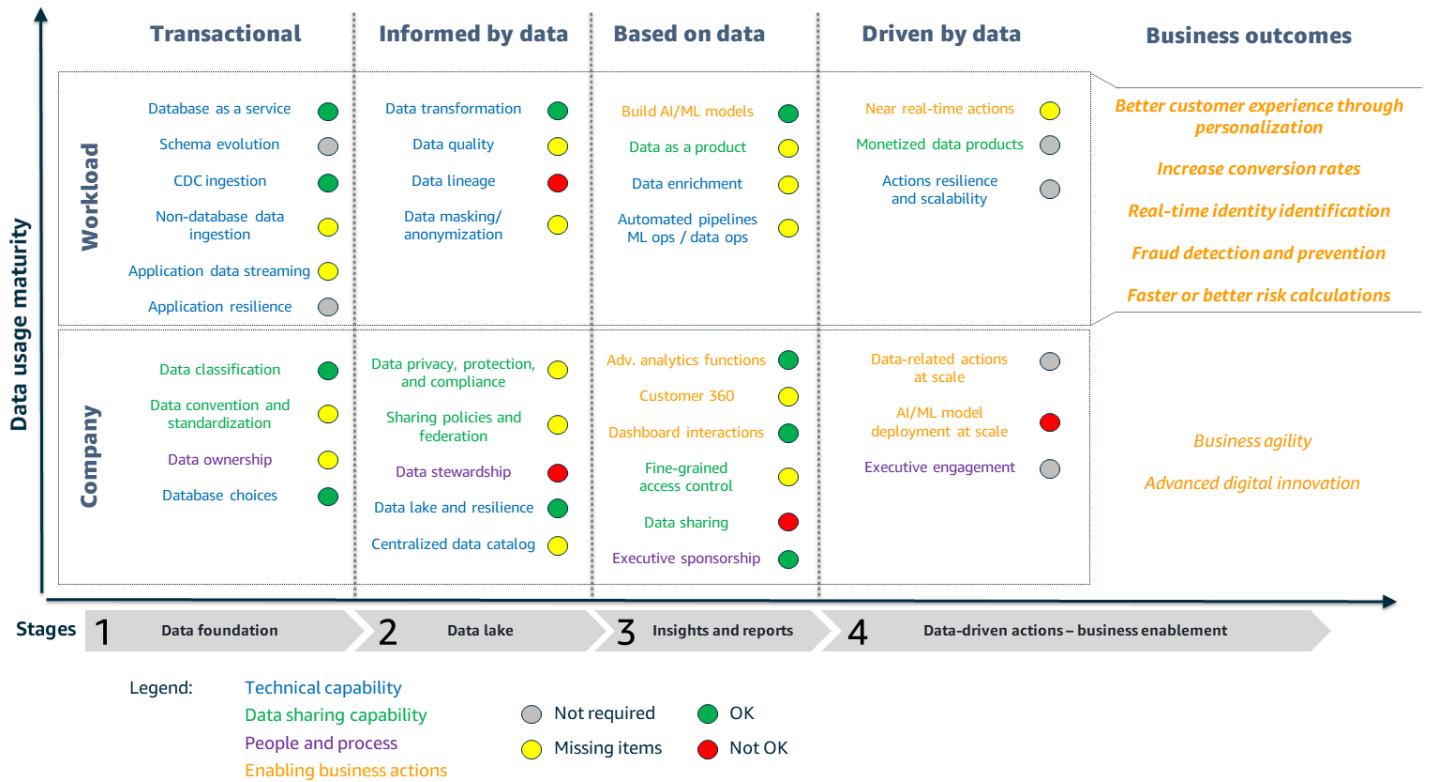 Transactional
Informed by data
Based on data
Driven by data
Business outcomes
Data usage maturity
Workload
Database as a service
Schema evolution
CDC ingestion
Non-database data
ingestion
Application data streaming
Application resilience
Data transformation
Data quality
Data lineage
Data masking/
anonymization
Build AI/ML models
Data as a product
Data enrichment
Automated pipelines
ML ops / data ops
Near real-time actions
Monetized data products
Actions resilience
and scalability
Better customer experience through
personalization
Increase conversion rates
Real-time identity identification
Fraud detection and prevention
Faster or better risk calculations
Company
Data classification
Data convention and
standardization
Data ownership
Database choices
Data privacy, protection,
and compliance
Sharing policies and
federation
Data stewardship
Data lake and resilience
Centralized data catalog
Adv. analytics functions
Customer 360
Dashboard interactions
Fine-grained
access control
Data sharing
Executive sponsorship
Data-related actions
at scale
AI/ML model
deployment at scale
Executive engagement
Business agility
Advanced digital innovation
Stages
1 Data foundation
2 Data lake
3 Insights and reports
4 Data-driven actions – business enablement
Legend:
Technical capability
Data sharing capability
People and process
Enabling business actions
Not required
OK
Missing items
Not OK